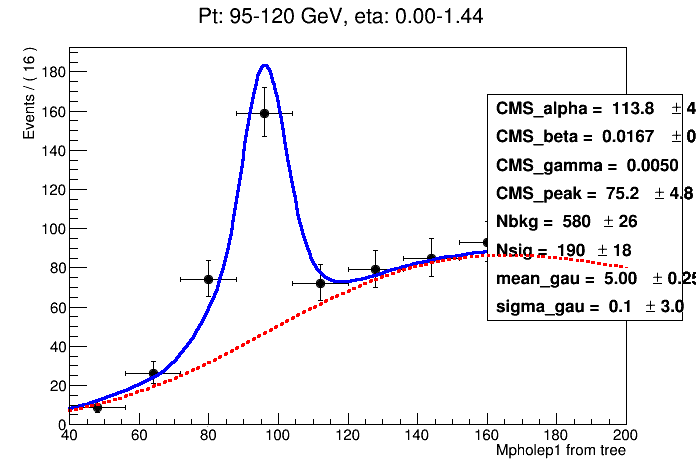 Pt: 95-120 GeV, eta: 0.00-1.44
Events / ( 16 )
180
160
140
120
100
80
60
40
20
0
CMS_alpha = 113.8 ± 4
CMS_beta = 0.0167 ± 0
CMS_gamma = 0.0050
CMS_peak = 75.2 ± 4.8
Nbkg = 580 ± 26
Nsig = 190 ± 18
mean_gau = 5.00 ± 0.25
sigma_gau = 0.1 ± 3.0
40 60 80 100 120 140 160 180 200
Mpholep1 from tree